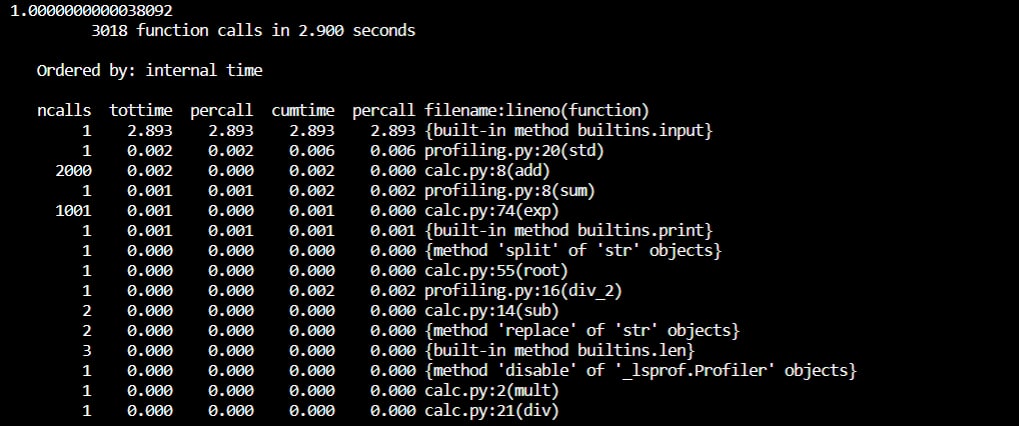 1.0000000000038092
3018 function calls in 2.900 seconds
Ordered by: internal time
ncalls tottime percall cumtime percall filename:lineno(function)
1 2.893 2.893 2.893 2.893 {built-in method builtins.input}
1 0.002 0.002 0.006 0.006 profiling.py:20(std)
2000 0.002 0.000 0.002 0.000 calc.py:8(add)
1 0.001 0.001 0.002 0.002 profiling.py:8(sum)
1001 0.001 0.000 0.001 0.000 calc.py:74(exp)
1 0.001 0.001 0.001 0.001 {built-in method builtins.print}
1 0.000 0.000 0.000 0.000 {method 'split' of 'str' objects}
1 0.000 0.000 0.000 0.000 calc.py:55(root)
1 0.000 0.000 0.002 0.002 profiling.py:16(div_2)
2 0.000 0.000 0.000 0.000 calc.py:14(sub)
2 0.000 0.000 0.000 0.000 {method 'replace' of 'str' objects}
3 0.000 0.000 0.000 0.000 {built-in method builtins.len}
1 0.000 0.000 0.000 0.000 {method 'disable' of '_lsprof.Profiler' objects}
1 0.000 0.000 0.000 0.000 calc.py:2(mult)
1 0.000 0.000 0.000 0.000 calc.py:21(div)